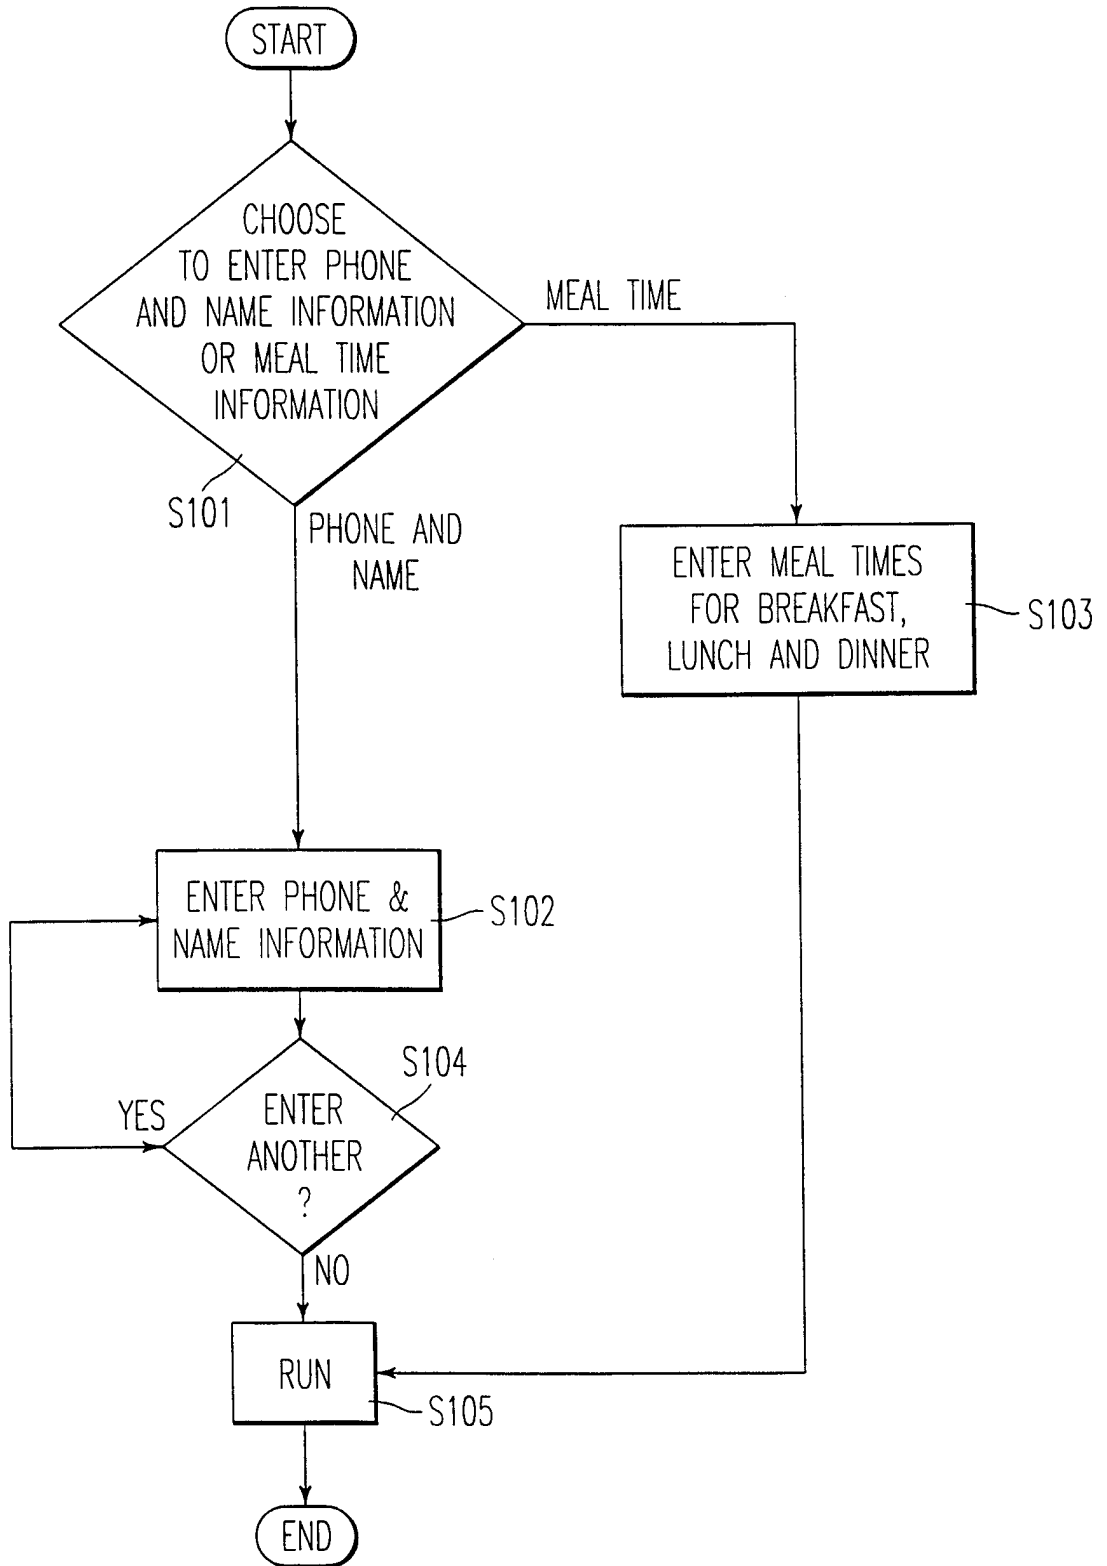 START
CHOOSE
TO ENTER PHONE
AND NAME INFORMATION
OR MEAL TIME
INFORMATION
MEAL TIME
S101
PHONE AND
NAME
ENTER MEAL TIMES
FOR BREAKFAST,
LUNCH AND DINNER
S103
ENTER PHONE &
NAME INFORMATION
S102
S104
YES
ENTER
ANOTHER
?
NO
RUN
S105
END